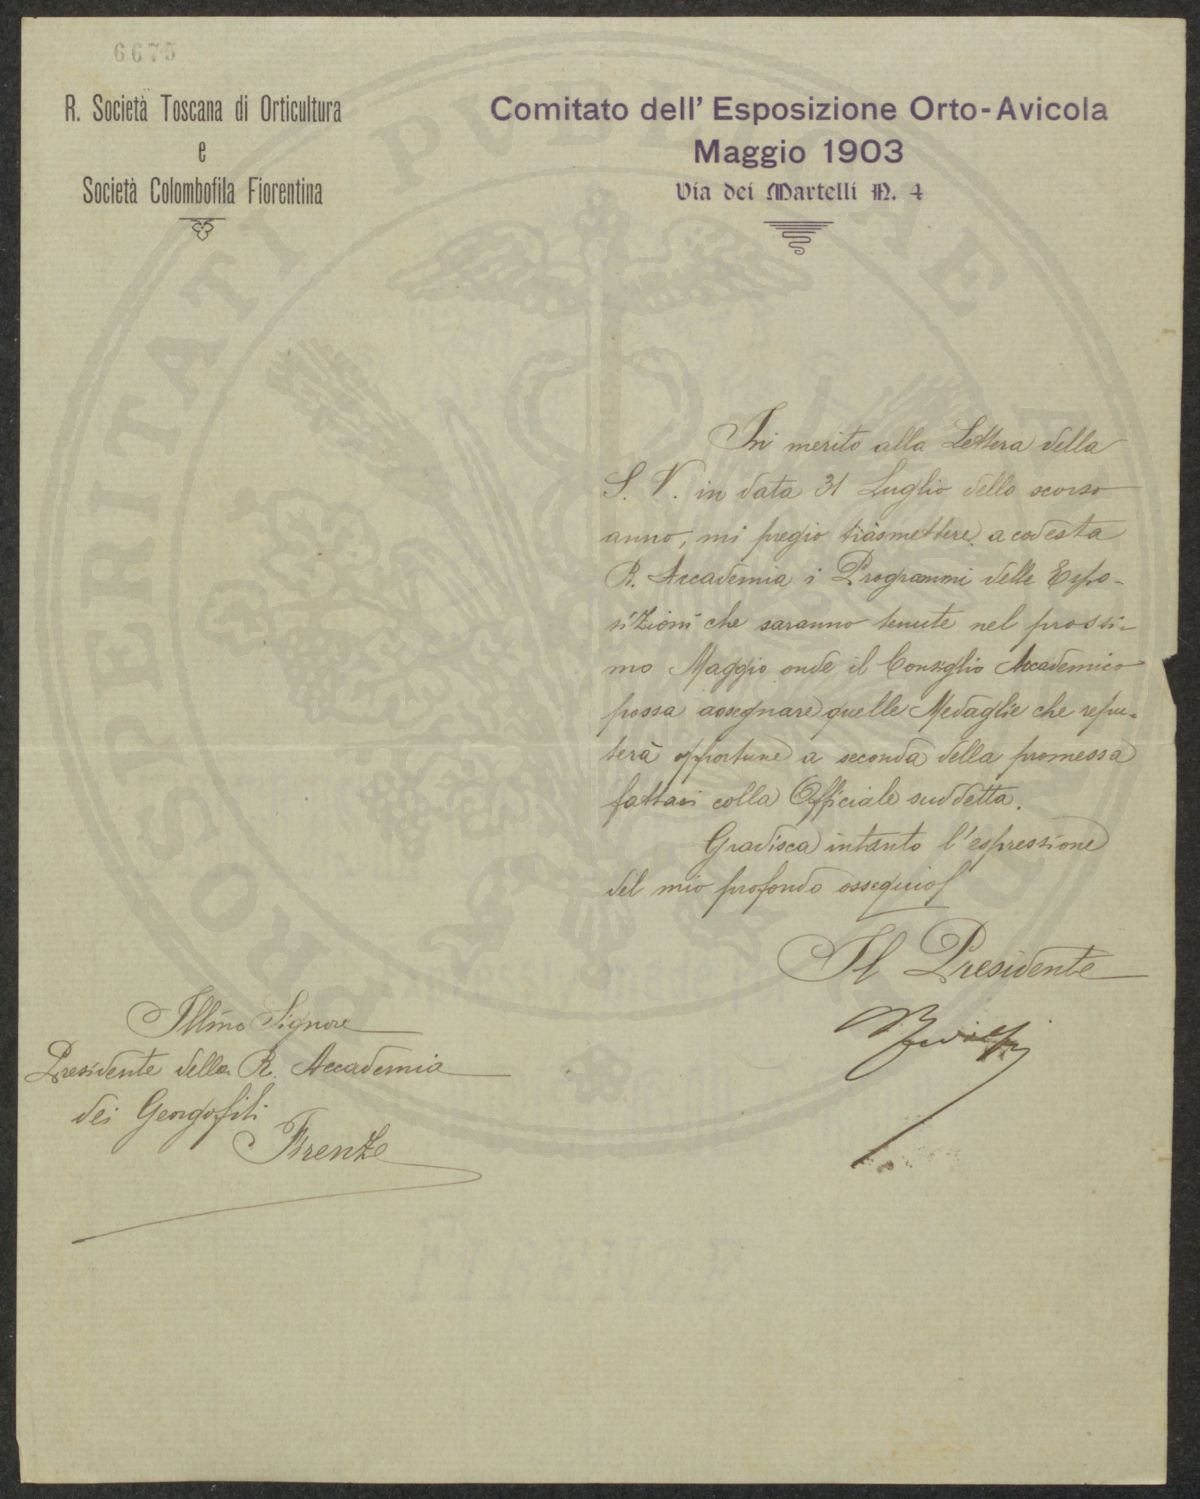 6675
R. Società Toscana di Orticultura
e
Società Colombofila Fiorentina
Comitato dell' Esposizione Orto-Avicola
Maggio 1903
Via dei Martelli N. 4
In merito alla Lettera della
S. V. in data 31 Luglio dello scorso
anno, mi pregio trasmettere a codesta
R. Accademia i Programmi delle Espo-
sizioni che saranno tenute nel prossi-
mo Maggio onde il Consiglio Accademico
possa assegnare quelle Medaglie che repu-
terà opportune a seconda della promessa
fattaci colla Officiale suddetta.
Gradisca intanto l'espressione
del mio profondo ossequio
Il Presidente
Illmo Signore
Presidente della R. Accademia
dei Georgofili
Firenze
PROSPERITATI PUBLICAE
FIRENZE